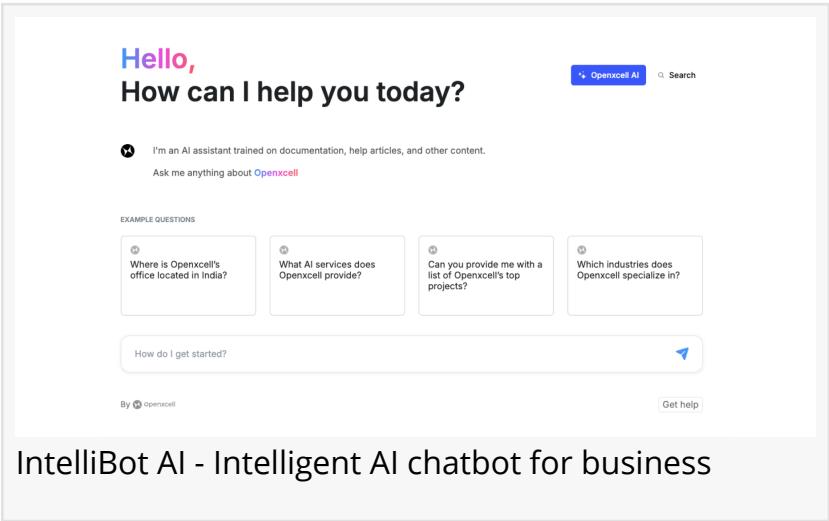 Hello,
How can I help you today?
Openxcell AI
Search
I'm an AI assistant trained on documentation, help articles, and other content.
Ask me anything about Openxcell
EXAMPLE QUESTIONS
Where is Openxcell's
office located in India?
What AI services does
Openxcell provide?
Can you provide me with a
list of Openxcell's top
projects?
Which industries does
Openxcell specialize in?
How do I get started?
By Openxcell
Get help
IntelliBot AI - Intelligent AI chatbot for business